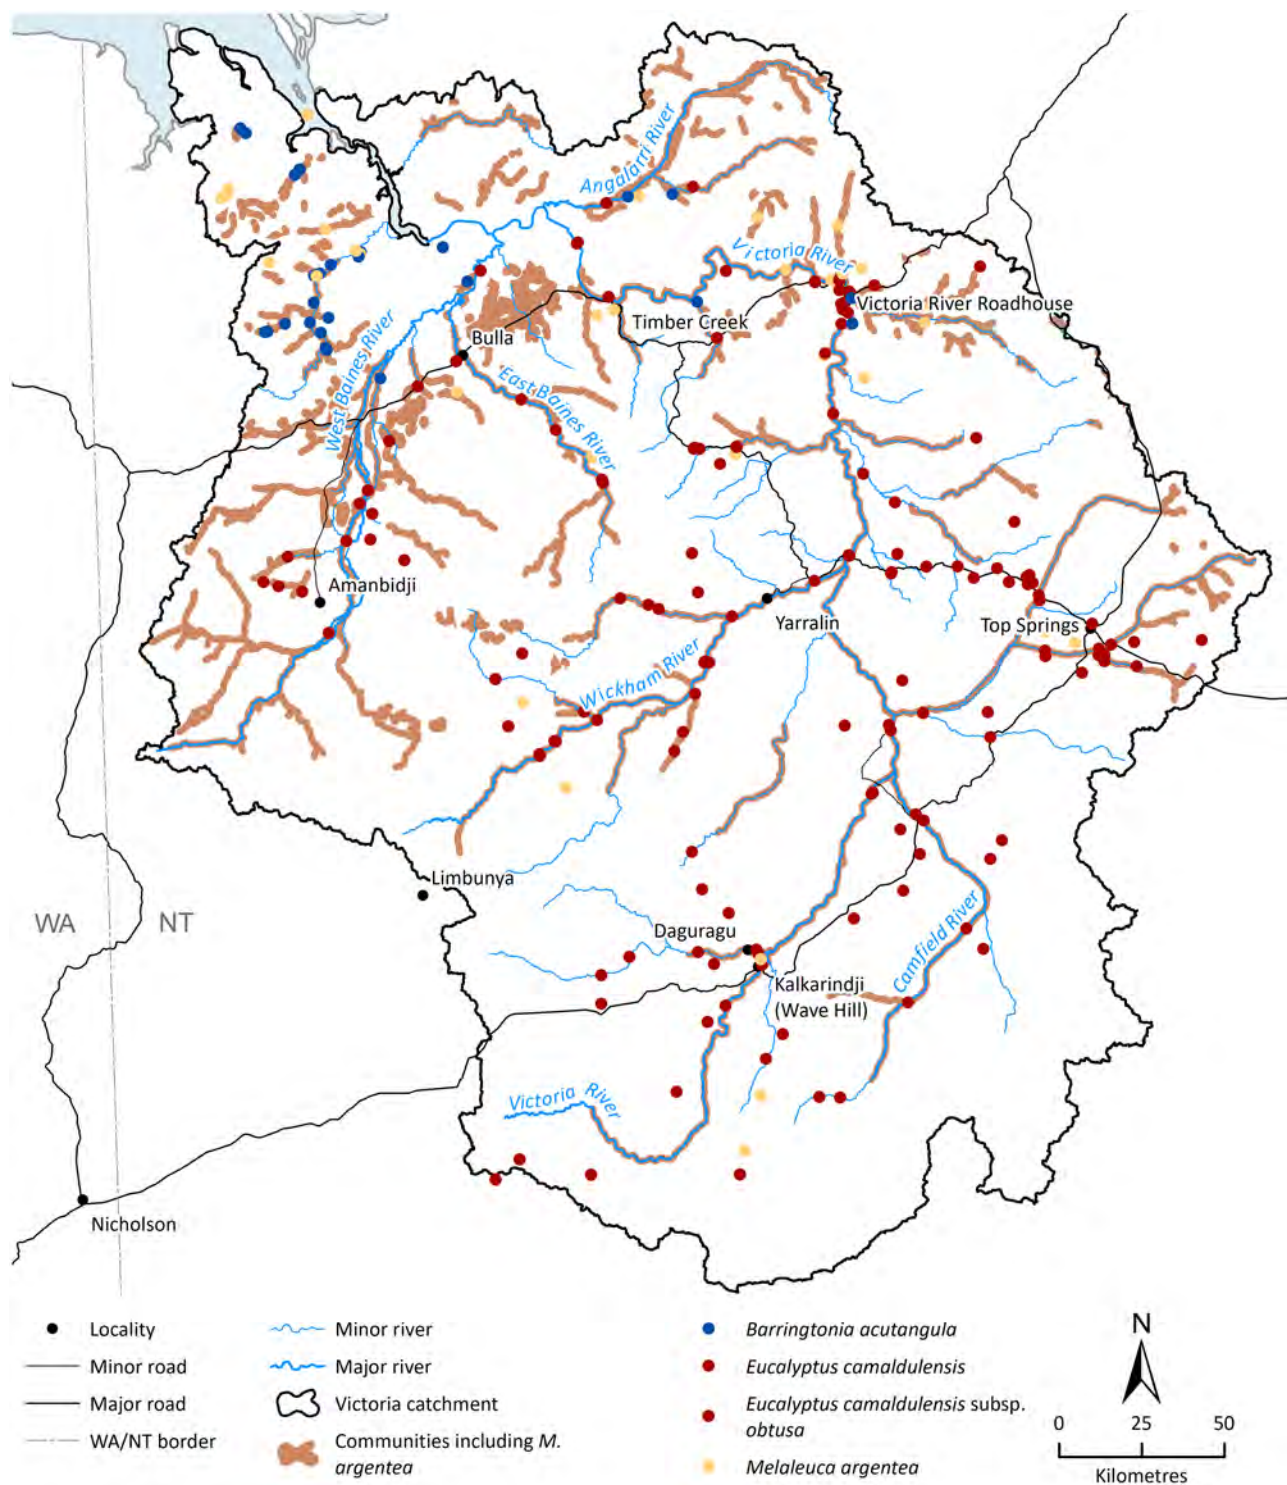 Angalarri River
Victoria River
Victoria River Roadhouse
Timber Creek
Bulla
West Baines River
East Baines River
Amanbidji
Yarralin
Top Springs
Wickham River
Limbunya
WA
NT
Daguragu
Camfield River
Kalkarindji
(Wave Hill)
Victoria River
Nicholson
Locality
Minor road
Major road
WA/NT border
Minor river
Major river
Victoria catchment
Communities including M.
argentea
Barringtonia acutangula
Eucalyptus camaldulensis
Eucalyptus camaldulensis subsp.
obtusa
Melaleuca argentea
N
0 25 50
Kilometres